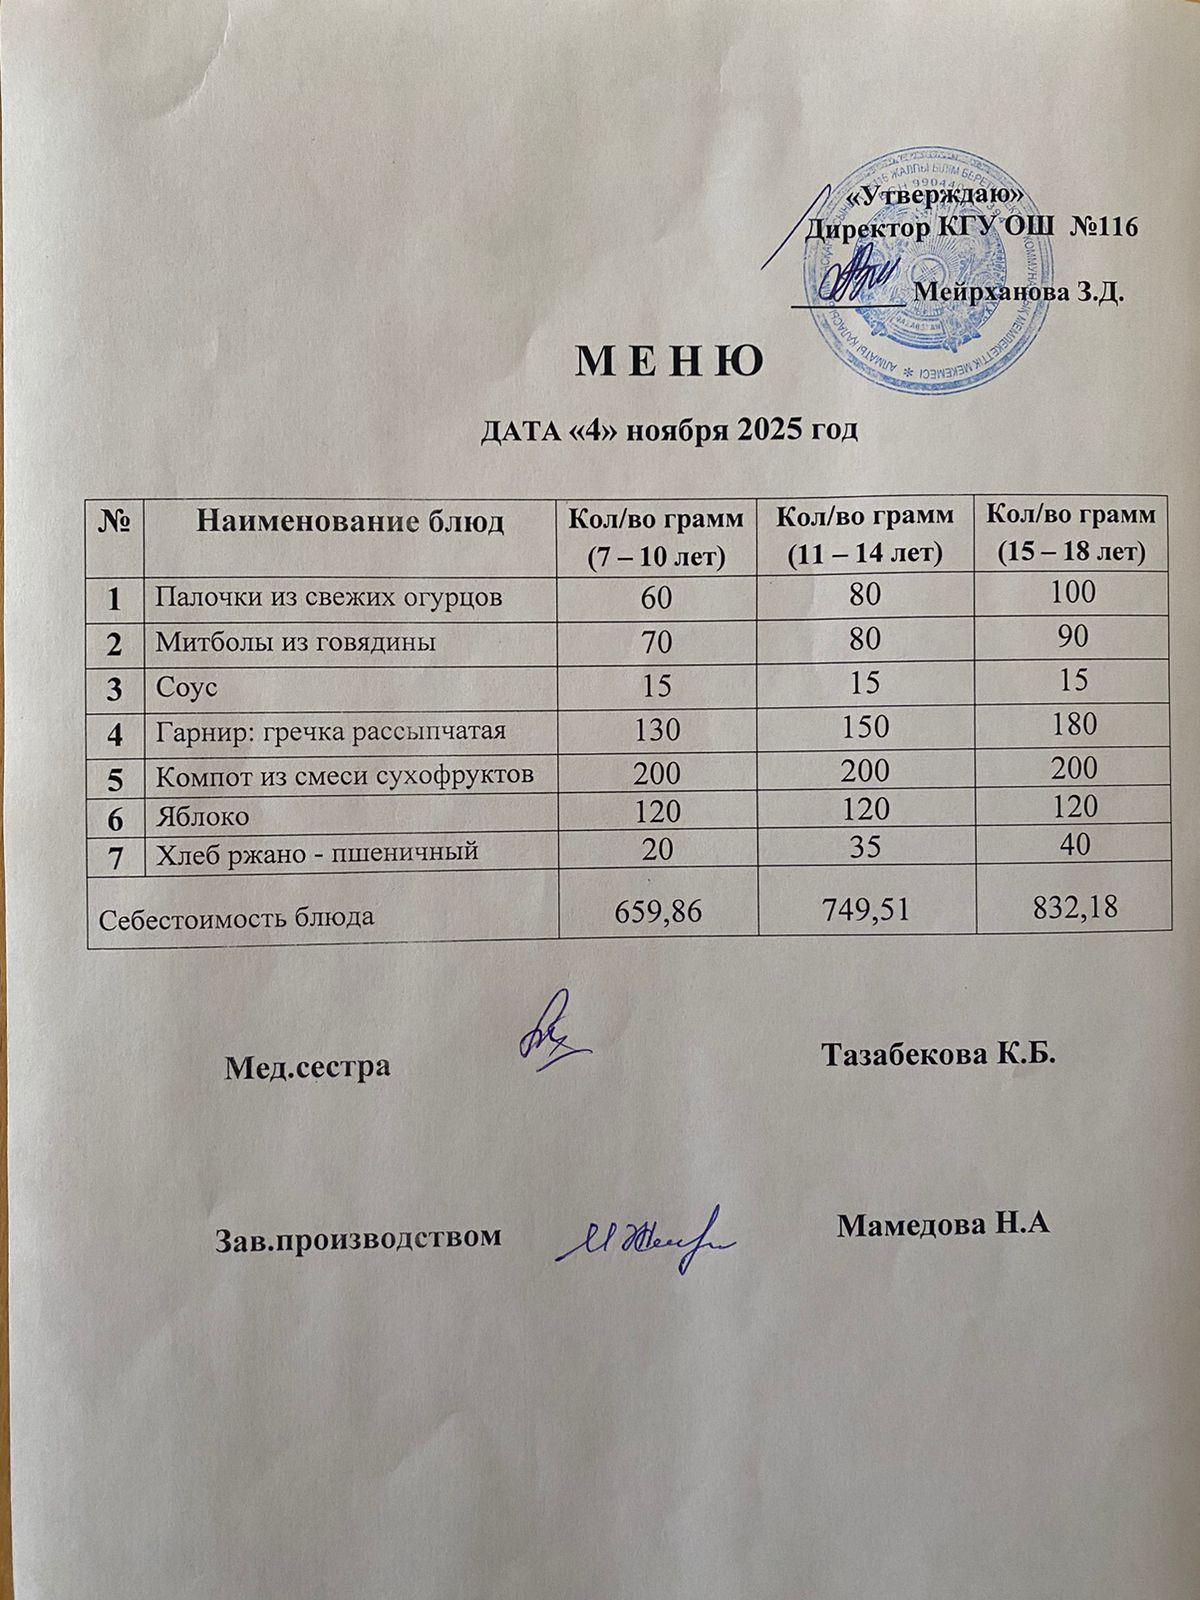 «Утверждаю»
Директор КГУ ОШ №116
Мейрханова З.Д.
МЕНЮ
ДАТА «4» ноября 2025 год
№ Наименование блюд Кол/во грамм (7 – 10 лет) Кол/во грамм (11 – 14 лет) Кол/во грамм (15 – 18 лет)
1 Палочки из свежих огурцов 60 80 100
2 Митболы из говядины 70 80 90
3 Соус 15 15 15
4 Гарнир: гречка рассыпчатая 130 150 180
5 Компот из смеси сухофруктов 200 200 200
6 Яблоко 120 120 120
7 Хлеб ржано - пшеничный 20 35 40
Себестоимость блюда 659,86 749,51 832,18
Мед.сестра Тазабекова К.Б.
Зав.производством Мамедова Н.А